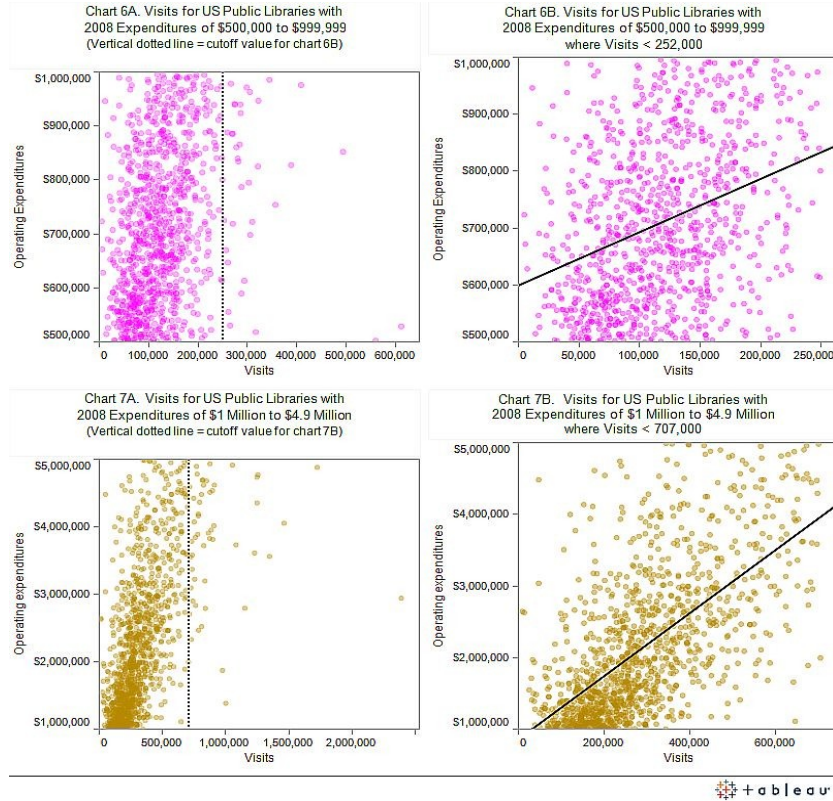 Chart 6A. Visits for US Public Libraries with
2008 Expenditures of $500,000 to $999,999
(Vertical dotted line = cutoff value for chart 6B)
$1,000,000
$900,000
$800,000
$700,000
$600,000
$500,000
Operating Expenditures
0 100,000 200,000 300,000 400,000 500,000 600,000
Visits
Chart 6B. Visits for US Public Libraries with
2008 Expenditures of $500,000 to $999,999
where Visits < 252,000
$1,000,000
$900,000
$800,000
$700,000
$600,000
$500,000
Operating Expenditures
0 50,000 100,000 150,000 200,000 250,000
Visits
Chart 7A. Visits for US Public Libraries with
2008 Expenditures of $1 Million to $4.9 Million
(Vertical dotted line = cutoff value for chart7B)
$5,000,000
$4,000,000
$3,000,000
$2,000,000
$1,000,000
Operating expenditures
0 500,000 1,000,000 1,500,000 2,000,000
Visits
Chart 7B. Visits for US Public Libraries with
2008 Expenditures of $1 Million to $4.9 Million
where Visits < 707,000
$5,000,000
$4,000,000
$3,000,000
$2,000,000
$1,000,000
Operating expenditures
0 200,000 400,000 600,000
Visits
+ableau